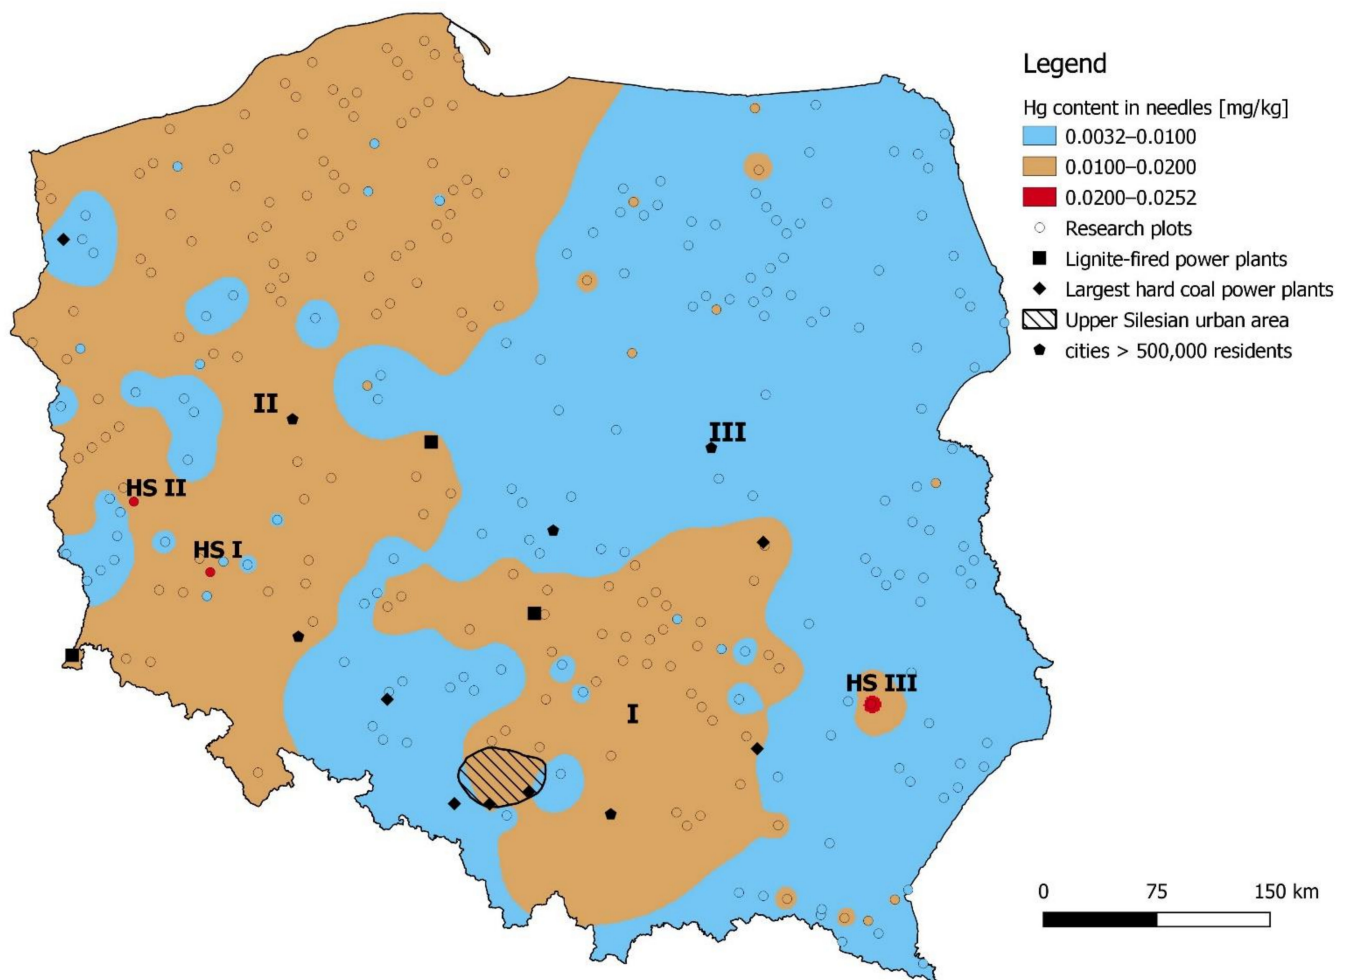 Legend
Hg content in needles [mg/kg]
0.0032–0.0100
0.0100–0.0200
0.0200–0.0252
Research plots
Lignite-fired power plants
Largest hard coal power plants
Upper Silesian urban area
cities > 500,000 residents
II
III
HS II
HS I
HS III
I
0 75 150 km